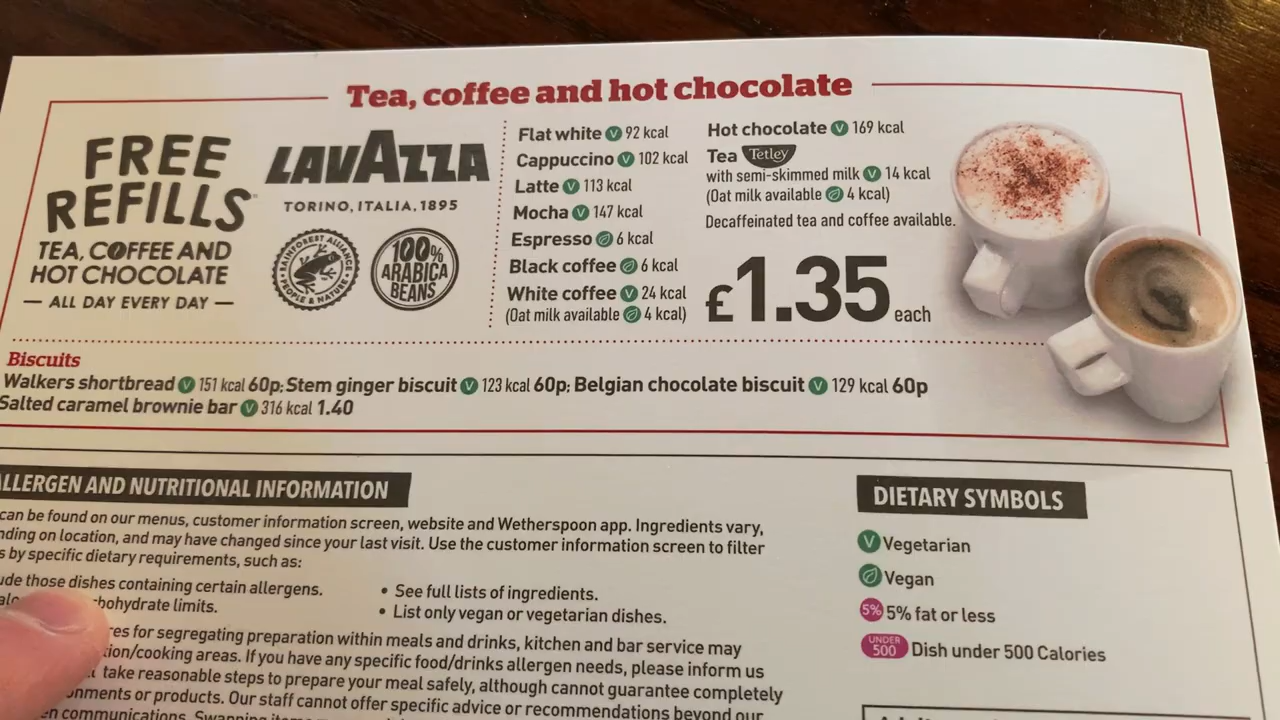 Tea, coffee and hot chocolate
FREE
REFILLS
TEA, COFFEE AND
HOT CHOCOLATE
— ALL DAY EVERY DAY —
LAVAZZA
TORINO, ITALIA, 1895
RAINFOREST ALLIANCE
PEOPLE & NATURE
100%
ARABICA
BEANS
Flat white V 92 kcal
Cappuccino V 102 kcal
Latte V 113 kcal
Mocha V 147 kcal
Espresso 6 kcal
Black coffee 6 kcal
White coffee V 24 kcal
(Oat milk available 4 kcal)
Hot chocolate V 169 kcal
Tea Tetley
with semi-skimmed milk V 14 kcal
(Oat milk available 4 kcal)
Decaffeinated tea and coffee available.
£1.35 each
Biscuits
Walkers shortbread V 151 kcal 60p; Stem ginger biscuit V 123 kcal 60p; Belgian chocolate biscuit V 129 kcal 60p
Salted caramel brownie bar V 316 kcal 1.40
ALLERGEN AND NUTRITIONAL INFORMATION
can be found on our menus, customer information screen, website and Wetherspoon app. Ingredients vary,
nding on location, and may have changed since your last visit. Use the customer information screen to filter
s by specific dietary requirements, such as:
ude those dishes containing certain allergens.
bohydrate limits.
• See full lists of ingredients.
• List only vegan or vegetarian dishes.
res for segregating preparation within meals and drinks, kitchen and bar service may
tion/cooking areas. If you have any specific food/drinks allergen needs, please inform us
take reasonable steps to prepare your meal safely, although cannot guarantee completely
onments or products. Our staff cannot offer specific advice or recommendations beyond our
en communications.
DIETARY SYMBOLS
V Vegetarian
Vegan
5% 5% fat or less
UNDER 500 Dish under 500 Calories